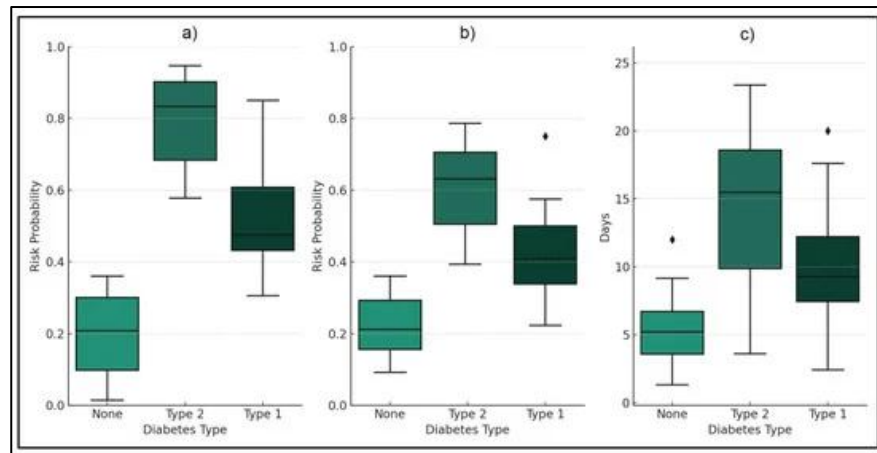 a)
1.0
0.8
0.6
0.4
0.2
0.0
Risk Probability
None Type 2 Type 1
Diabetes Type
b)
1.0
0.8
0.6
0.4
0.2
0.0
Risk Probability
None Type 2 Type 1
Diabetes Type
c)
25
20
15
10
5
0
Days
None Type 2 Type 1
Diabetes Type